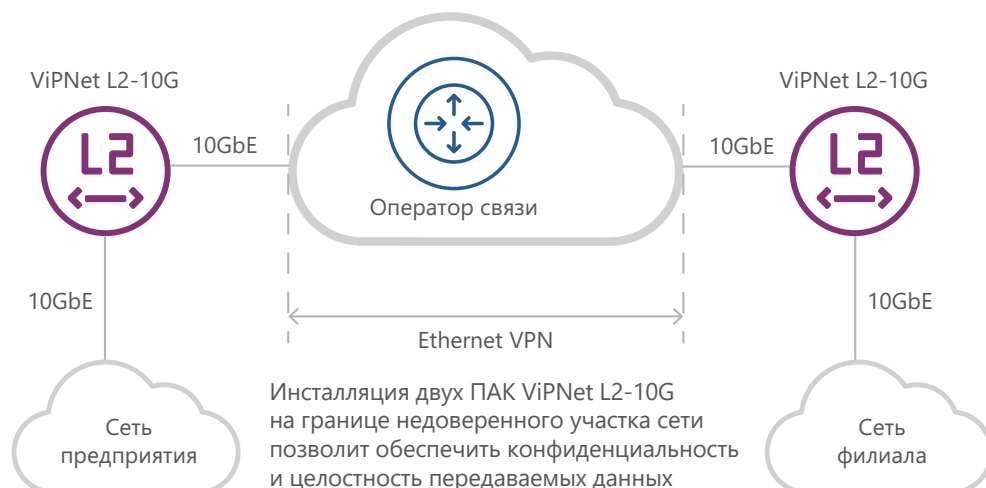 ViPNet L2-10G
ViPNet L2-10G
L2
10GbE
10GbE
L2
Оператор связи
10GbE
10GbE
Ethernet VPN
Инсталляция двух ПАК ViPNet L2-10G
на границе недоверенного участка сети
позволит обеспечить конфиденциальность
и целостность передаваемых данных
Сеть
предприятия
Сеть
филиала